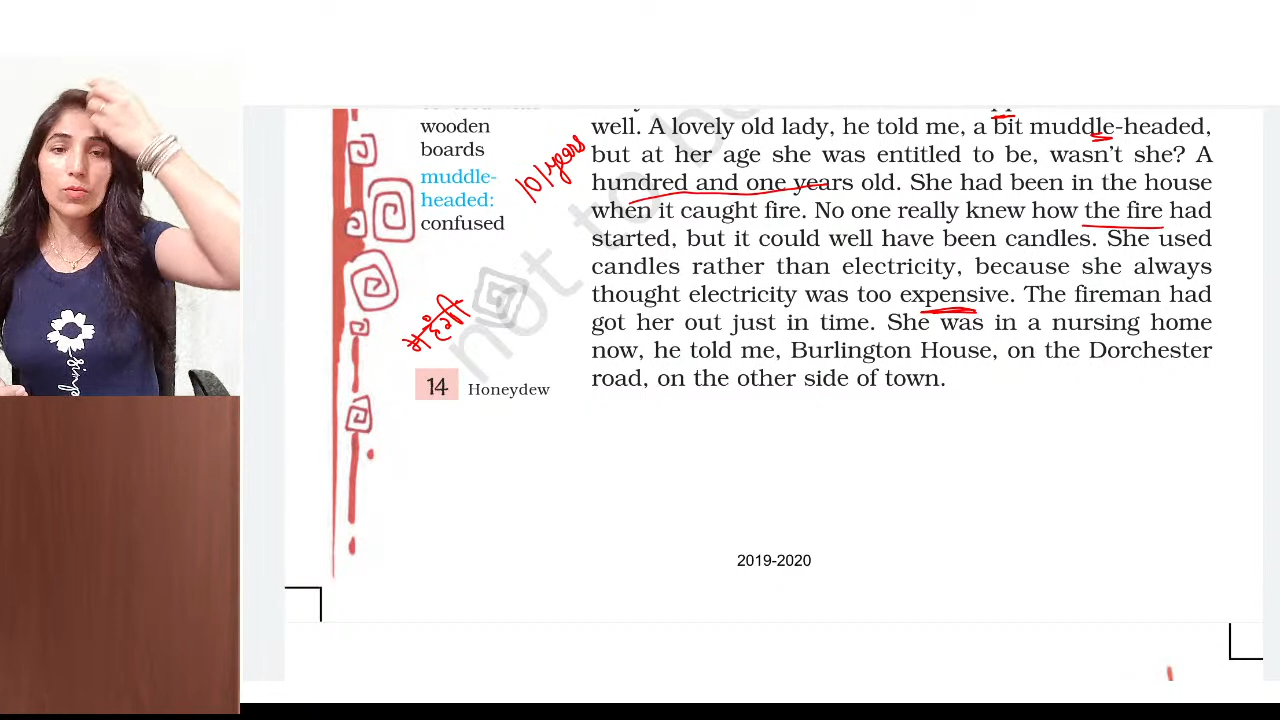 wooden
boards
muddle-
headed:
confused
well. A lovely old lady, he told me, a bit muddle-headed,
but at her age she was entitled to be, wasn't she? A
hundred and one years old. She had been in the house
when it caught fire. No one really knew how the fire had
started, but it could well have been candles. She used
candles rather than electricity, because she always
thought electricity was too expensive. The fireman had
got her out just in time. She was in a nursing home
now, he told me, Burlington House, on the Dorchester
road, on the other side of town.
101 years
महँगी
not to be
14 Honeydew
2019-2020